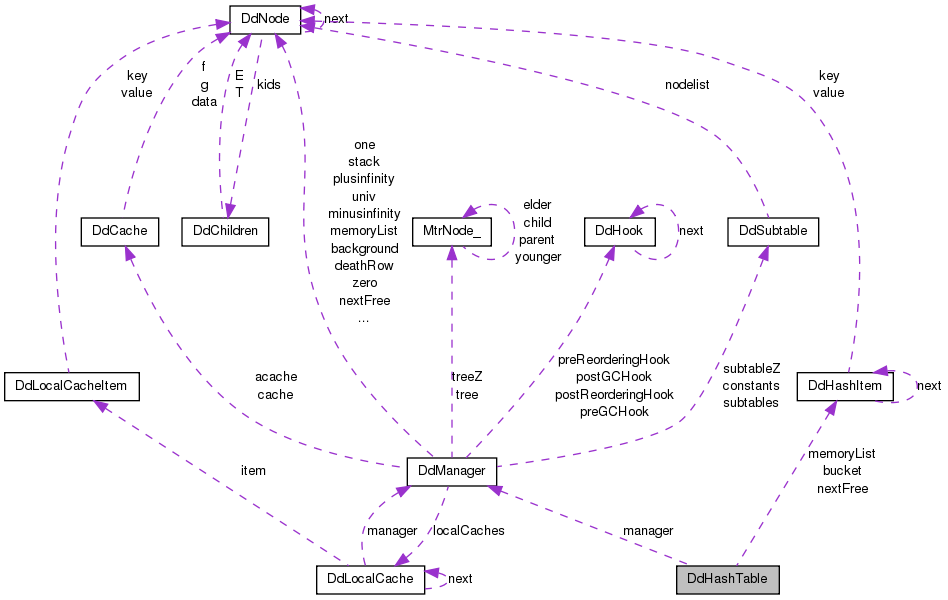 DdNode
next
key
value
f
g
data
E
T
kids
nodelist
key
value
one
stack
plusinfinity
univ
minusinfinity
memoryList
background
deathRow
zero
nextFree
...
elder
child
parent
younger
DdCache
DdChildren
MtrNode_
DdHook
next
DdSubtable
DdLocalCacheItem
acache
cache
treeZ
tree
preReorderingHook
postGCHook
postReorderingHook
preGCHook
subtableZ
constants
subtables
DdHashItem
next
item
DdManager
memoryList
bucket
nextFree
manager
localCaches
manager
DdLocalCache
next
DdHashTable